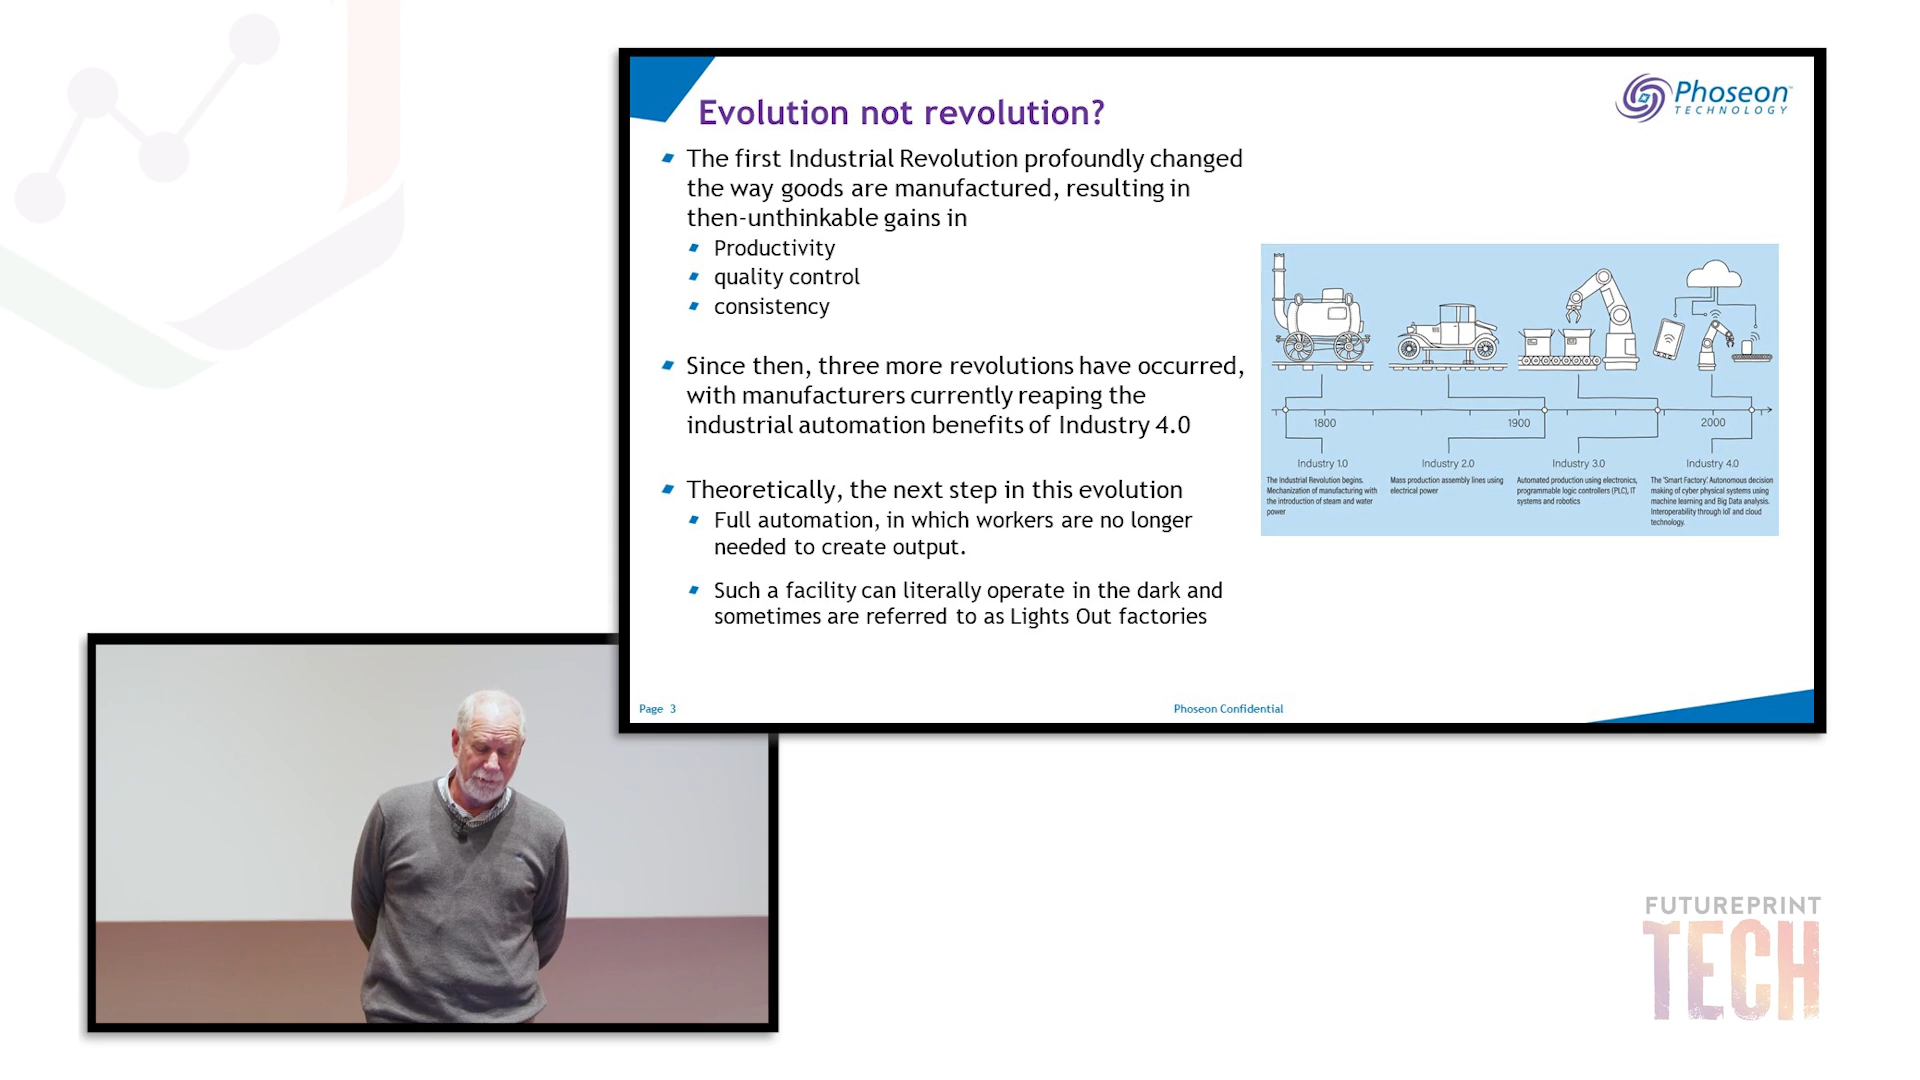 Evolution not revolution?
Phoseon
TECHNOLOGY
The first Industrial Revolution profoundly changed
the way goods are manufactured, resulting in
then-unthinkable gains in
Productivity
quality control
consistency
Since then, three more revolutions have occurred,
with manufacturers currently reaping the
industrial automation benefits of Industry 4.0
Theoretically, the next step in this evolution
Full automation, in which workers are no longer
needed to create output.
Such a facility can literally operate in the dark and
sometimes are referred to as Lights Out factories
1800
1900
2000
Industry 1.0
The Industrial Revolution begins.
Mechanization of manufacturing with
the introduction of steam and water
power
Industry 2.0
Mass production assembly lines using
electrical power
Industry 3.0
Automated production using electronics,
programmable logic controllers (PLC), IT
systems and robotics
Industry 4.0
The 'Smart Factory'. Autonomous decision
making of cyber physical systems using
machine learning and Big Data analysis.
Interoperability through IoT and cloud
technology.
Page 3
Phoseon Confidential
FUTUREPRINT
TECH